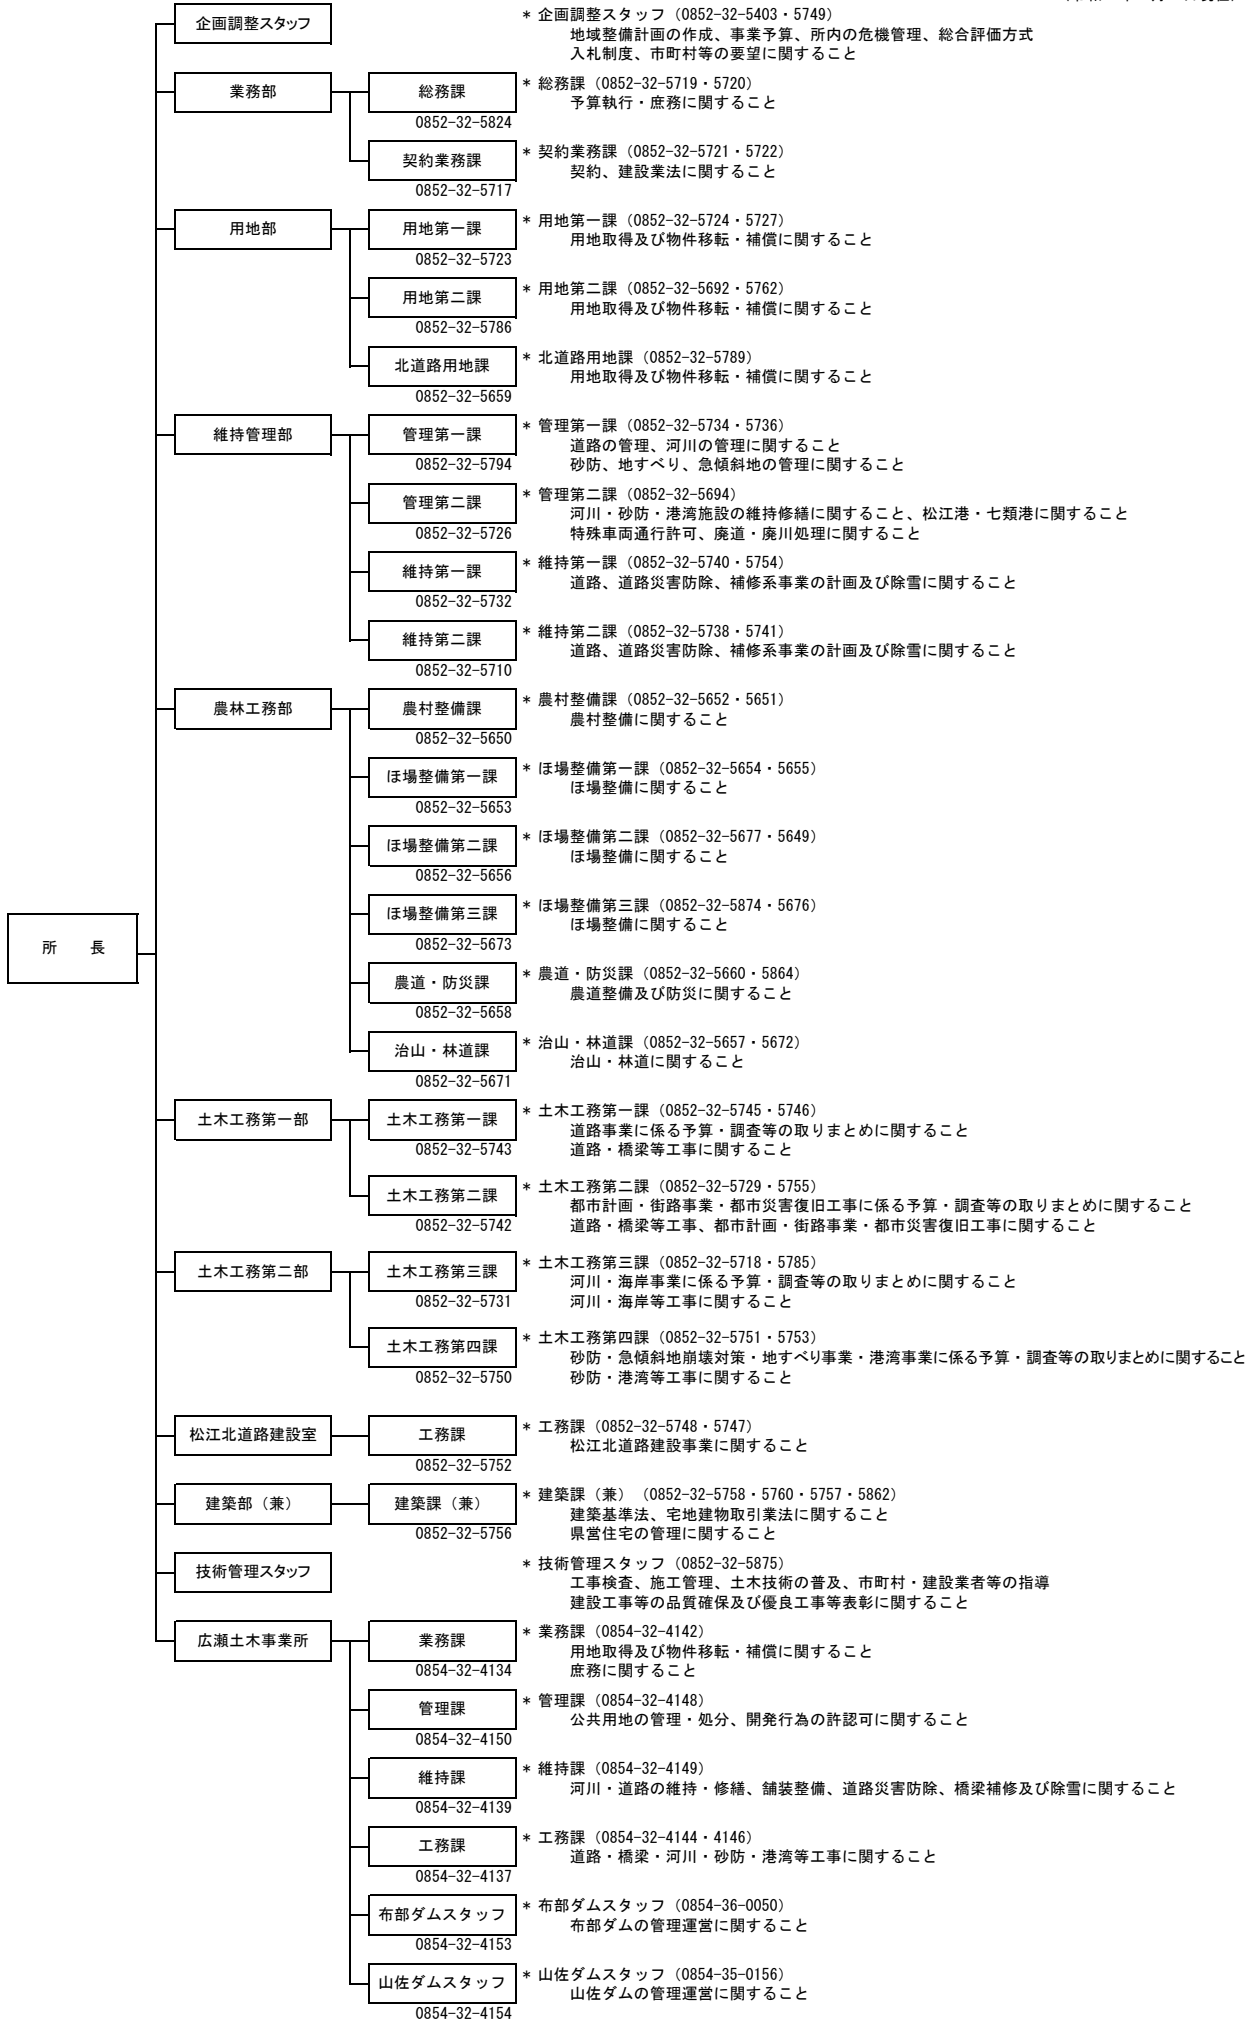 企画調整スタッフ
* 企画調整スタッフ（0852-32-5403・5749）
地域整備計画の作成、事業予算、所内の危機管理、総合評価方式
入札制度、市町村等の要望に関すること
業務部
総務課
0852-32-5824
* 総務課（0852-32-5719・5720）
予算執行・庶務に関すること
契約業務課
0852-32-5717
* 契約業務課（0852-32-5721・5722）
契約、建設業法に関すること
用地部
用地第一課
0852-32-5723
* 用地第一課（0852-32-5724・5727）
用地取得及び物件移転・補償に関すること
用地第二課
0852-32-5786
* 用地第二課（0852-32-5692・5762）
用地取得及び物件移転・補償に関すること
北道路用地課
0852-32-5659
* 北道路用地課（0852-32-5789）
用地取得及び物件移転・補償に関すること
維持管理部
管理第一課
0852-32-5794
* 管理第一課（0852-32-5734・5736）
道路の管理、河川の管理に関すること
砂防、地すべり、急傾斜地の管理に関すること
管理第二課
0852-32-5726
* 管理第二課（0852-32-5694）
河川・砂防・港湾施設の維持修繕に関すること、松江港・七類港に関すること
特殊車両通行許可、廃道・廃川処理に関すること
維持第一課
0852-32-5732
* 維持第一課（0852-32-5740・5754）
道路、道路災害防除、補修系事業の計画及び除雪に関すること
維持第二課
0852-32-5710
* 維持第二課（0852-32-5738・5741）
道路、道路災害防除、補修系事業の計画及び除雪に関すること
農林工務部
農村整備課
0852-32-5650
* 農村整備課（0852-32-5652・5651）
農村整備に関すること
ほ場整備第一課
0852-32-5653
* ほ場整備第一課（0852-32-5654・5655）
ほ場整備に関すること
ほ場整備第二課
0852-32-5656
* ほ場整備第二課（0852-32-5677・5649）
ほ場整備に関すること
ほ場整備第三課
0852-32-5673
* ほ場整備第三課（0852-32-5874・5676）
ほ場整備に関すること
所　長
農道・防災課
0852-32-5658
* 農道・防災課（0852-32-5660・5864）
農道整備及び防災に関すること
治山・林道課
0852-32-5671
* 治山・林道課（0852-32-5657・5672）
治山・林道に関すること
土木工務第一部
土木工務第一課
0852-32-5743
* 土木工務第一課（0852-32-5745・5746）
道路事業に係る予算・調査等の取りまとめに関すること
道路・橋梁等工事に関すること
土木工務第二課
0852-32-5742
* 土木工務第二課（0852-32-5729・5755）
都市計画・街路事業・都市災害復旧工事に係る予算・調査等の取りまとめに関すること
道路・橋梁等工事、都市計画・街路事業・都市災害復旧工事に関すること
土木工務第二部
土木工務第三課
0852-32-5731
* 土木工務第三課（0852-32-5718・5785）
河川・海岸事業に係る予算・調査等の取りまとめに関すること
河川・海岸等工事に関すること
土木工務第四課
0852-32-5750
* 土木工務第四課（0852-32-5751・5753）
砂防・急傾斜地崩壊対策・地すべり事業・港湾事業に係る予算・調査等の取りまとめに関すること
砂防・港湾等工事に関すること
松江北道路建設室
工務課
0852-32-5752
* 工務課（0852-32-5748・5747）
松江北道路建設事業に関すること
建築部（兼）
建築課（兼）
0852-32-5756
* 建築課（兼）（0852-32-5758・5760・5757・5862）
建築基準法、宅地建物取引業法に関すること
県営住宅の管理に関すること
技術管理スタッフ
* 技術管理スタッフ（0852-32-5875）
工事検査、施工管理、土木技術の普及、市町村・建設業者等の指導
建設工事等の品質確保及び優良工事等表彰に関すること
広瀬土木事業所
業務課
0854-32-4134
* 業務課（0854-32-4142）
用地取得及び物件移転・補償に関すること
庶務に関すること
管理課
0854-32-4150
* 管理課（0854-32-4148）
公共用地の管理・処分、開発行為の許認可に関すること
維持課
0854-32-4139
* 維持課（0854-32-4149）
河川・道路の維持・修繕、舗装整備、道路災害防除、橋梁補修及び除雪に関すること
工務課
0854-32-4137
* 工務課（0854-32-4144・4146）
道路・橋梁・河川・砂防・港湾等工事に関すること
布部ダムスタッフ
0854-32-4153
* 布部ダムスタッフ（0854-36-0050）
布部ダムの管理運営に関すること
山佐ダムスタッフ
0854-32-4154
* 山佐ダムスタッフ（0854-35-0156）
山佐ダムの管理運営に関すること